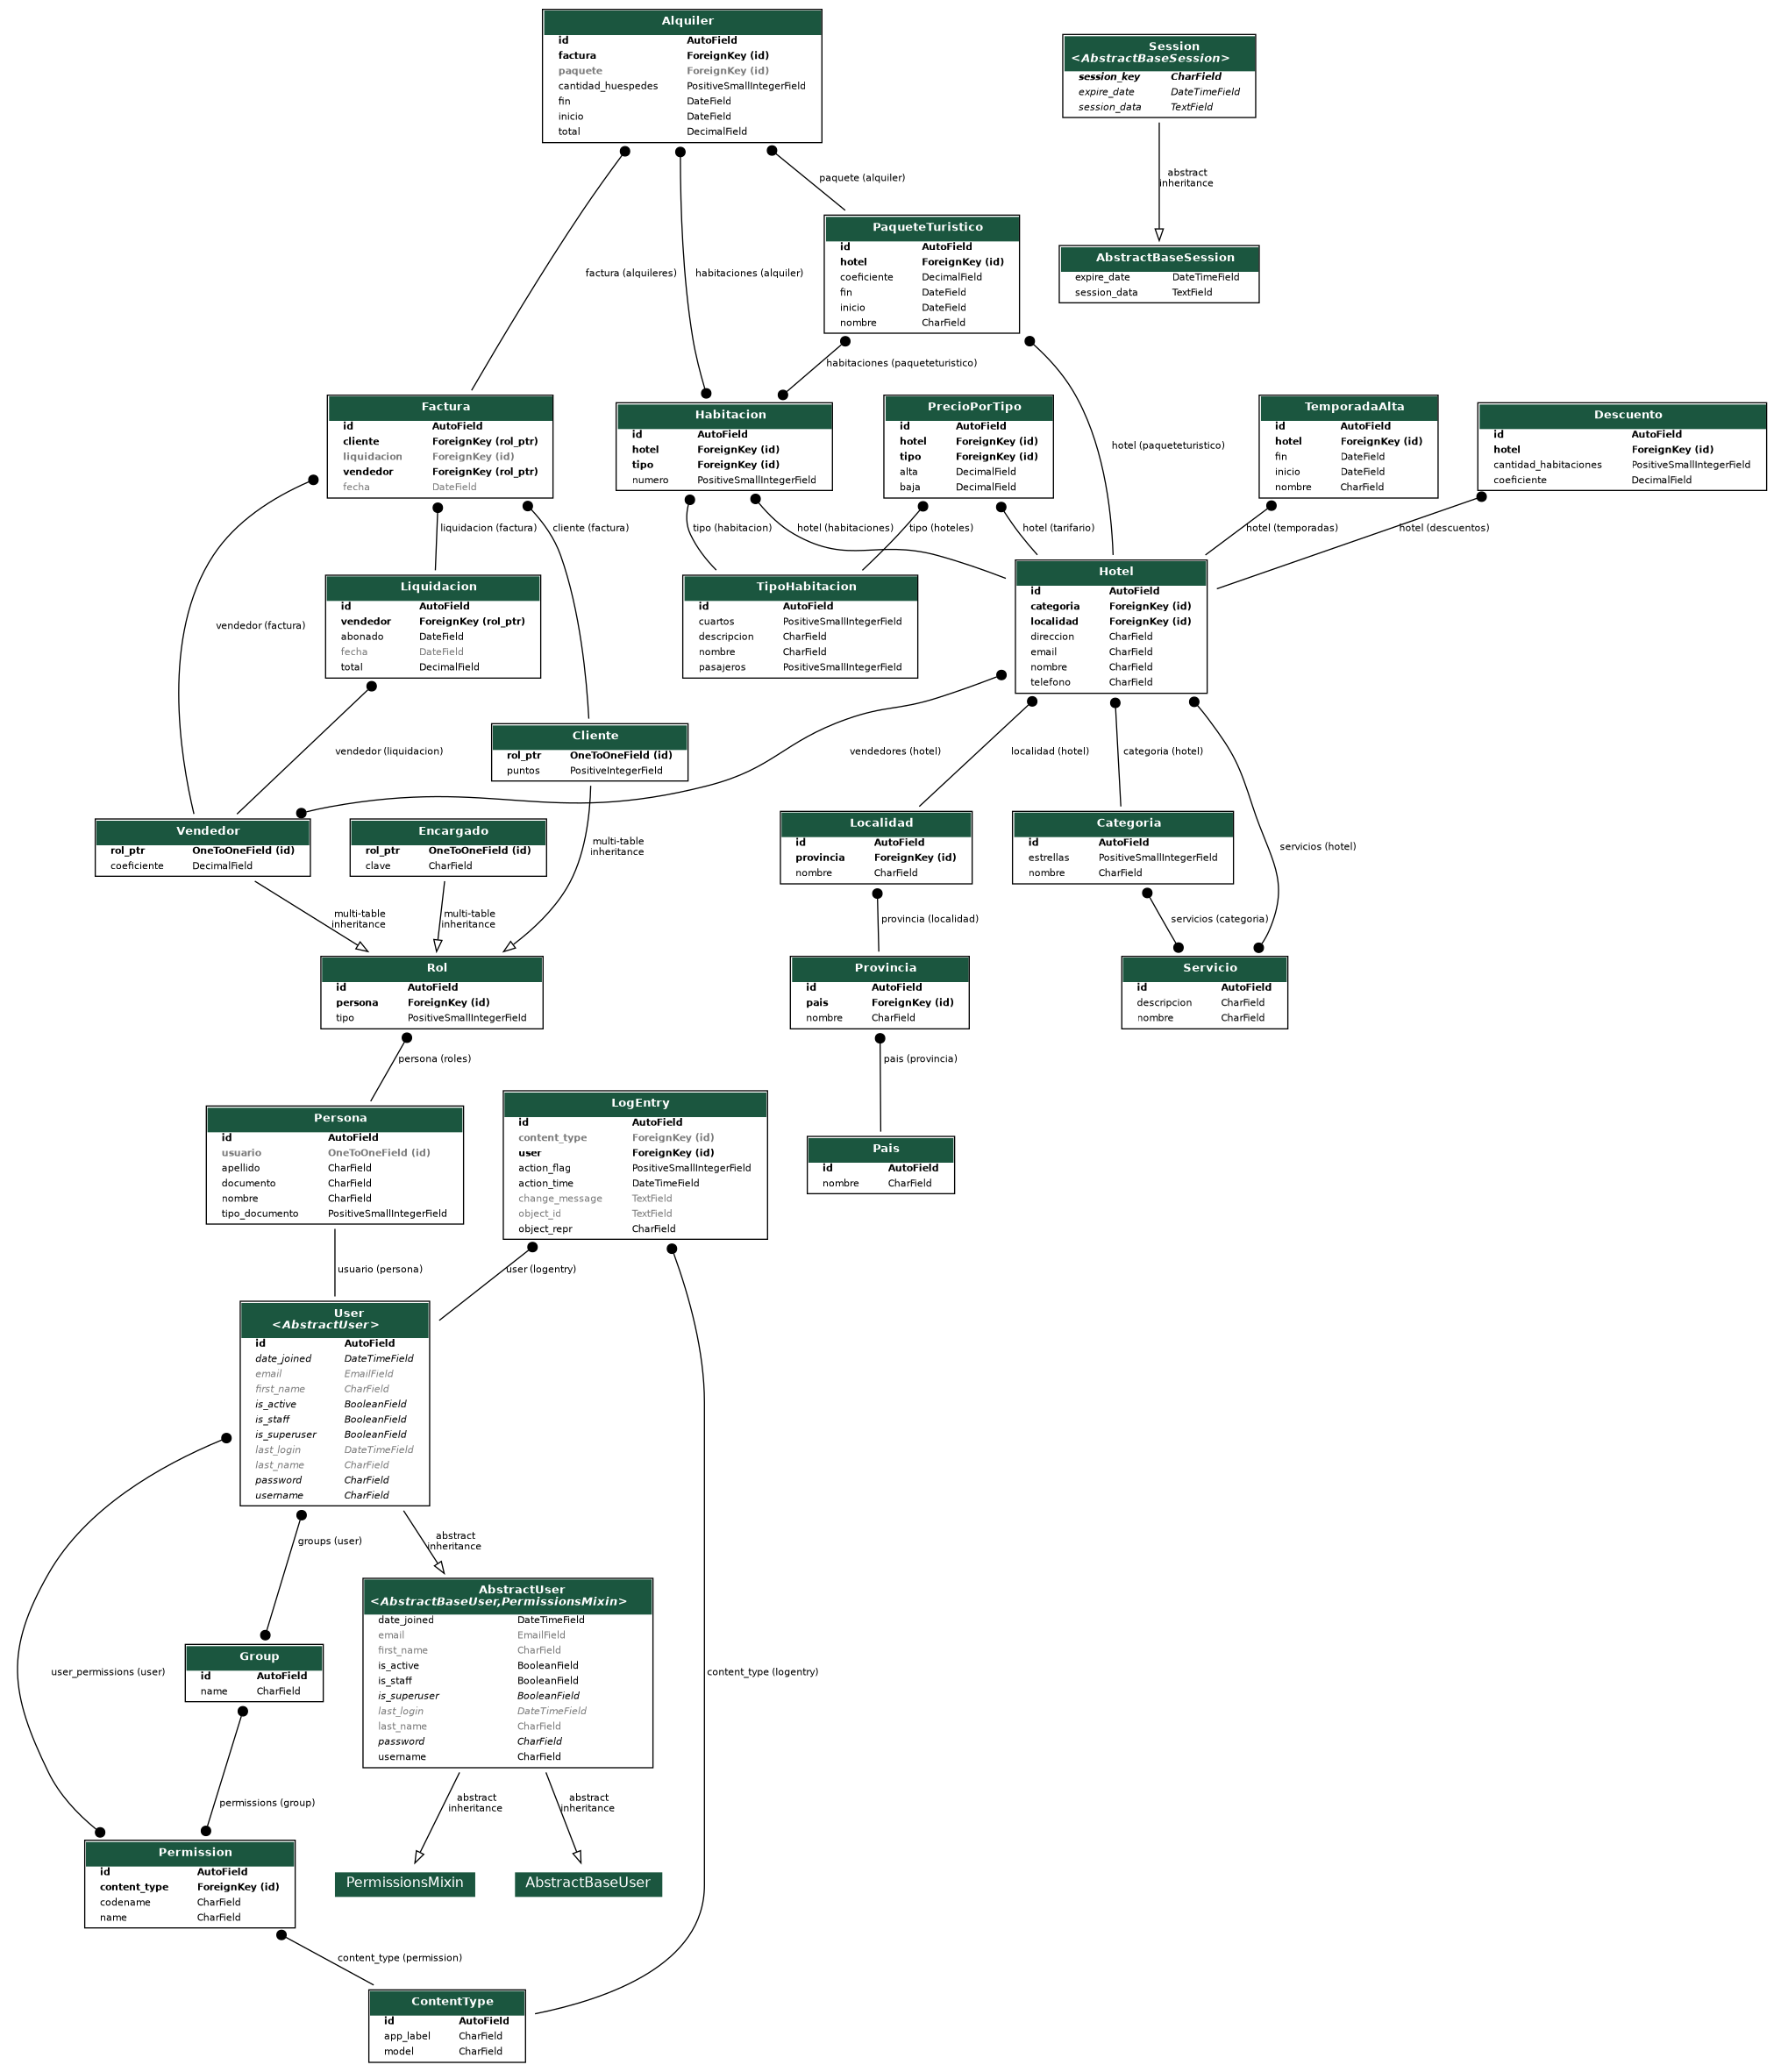 Alquiler
id AutoField
factura ForeignKey (id)
paquete ForeignKey (id)
cantidad_huespedes PositiveSmallIntegerField
fin DateField
inicio DateField
total DecimalField
Session
<AbstractBaseSession>
session_key CharField
expire_date DateTimeField
session_data TextField
abstract
inheritance
paquete (alquiler)
PaqueteTuristico
id AutoField
hotel ForeignKey (id)
coeficiente DecimalField
fin DateField
inicio DateField
nombre CharField
AbstractBaseSession
expire_date DateTimeField
session_data TextField
factura (alquileres)
habitaciones (alquiler)
habitaciones (paqueteturistico)
hotel (paqueteturistico)
Factura
id AutoField
cliente ForeignKey (rol_ptr)
liquidacion ForeignKey (id)
vendedor ForeignKey (rol_ptr)
fecha DateField
Habitacion
id AutoField
hotel ForeignKey (id)
tipo ForeignKey (id)
numero PositiveSmallIntegerField
PrecioPorTipo
id AutoField
hotel ForeignKey (id)
tipo ForeignKey (id)
alta DecimalField
baja DecimalField
TemporadaAlta
id AutoField
hotel ForeignKey (id)
fin DateField
inicio DateField
nombre CharField
Descuento
id AutoField
hotel ForeignKey (id)
cantidad_habitaciones PositiveSmallIntegerField
coeficiente DecimalField
liquidacion (factura)
cliente (factura)
tipo (habitacion)
hotel (habitaciones)
tipo (hoteles)
hotel (tarifario)
hotel (temporadas)
hotel (descuentos)
vendedor (factura)
Liquidacion
id AutoField
vendedor ForeignKey (rol_ptr)
abonado DateField
fecha DateField
total DecimalField
TipoHabitacion
id AutoField
cuartos PositiveSmallIntegerField
descripcion CharField
nombre CharField
pasajeros PositiveSmallIntegerField
Hotel
id AutoField
categoria ForeignKey (id)
localidad ForeignKey (id)
direccion CharField
email CharField
nombre CharField
telefono CharField
vendedor (liquidacion)
Cliente
rol_ptr OneToOneField (id)
puntos PositiveIntegerField
vendedores (hotel)
localidad (hotel)
categoria (hotel)
servicios (hotel)
Vendedor
rol_ptr OneToOneField (id)
coeficiente DecimalField
Encargado
rol_ptr OneToOneField (id)
clave CharField
multi-table
inheritance
Localidad
id AutoField
provincia ForeignKey (id)
nombre CharField
Categoria
id AutoField
estrellas PositiveSmallIntegerField
nombre CharField
multi-table
inheritance
multi-table
inheritance
provincia (localidad)
servicios (categoria)
Rol
id AutoField
persona ForeignKey (id)
tipo PositiveSmallIntegerField
Provincia
id AutoField
pais ForeignKey (id)
nombre CharField
Servicio
id AutoField
descripcion CharField
nombre CharField
persona (roles)
pais (provincia)
Persona
id AutoField
usuario OneToOneField (id)
apellido CharField
documento CharField
nombre CharField
tipo_documento PositiveSmallIntegerField
LogEntry
id AutoField
content_type ForeignKey (id)
user ForeignKey (id)
action_flag PositiveSmallIntegerField
action_time DateTimeField
change_message TextField
object_id TextField
object_repr CharField
Pais
id AutoField
nombre CharField
usuario (persona)
user (logentry)
User
<AbstractUser>
id AutoField
date_joined DateTimeField
email EmailField
first_name CharField
is_active BooleanField
is_staff BooleanField
is_superuser BooleanField
last_login DateTimeField
last_name CharField
password CharField
username CharField
groups (user)
abstract
inheritance
AbstractUser
<AbstractBaseUser,PermissionsMixin>
date_joined DateTimeField
email EmailField
first_name CharField
is_active BooleanField
is_staff BooleanField
is_superuser BooleanField
last_login DateTimeField
last_name CharField
password CharField
username CharField
user_permissions (user)
Group
id AutoField
name CharField
content_type (logentry)
permissions (group)
abstract
inheritance
abstract
inheritance
Permission
id AutoField
content_type ForeignKey (id)
codename CharField
name CharField
PermissionsMixin
AbstractBaseUser
content_type (permission)
ContentType
id AutoField
app_label CharField
model CharField